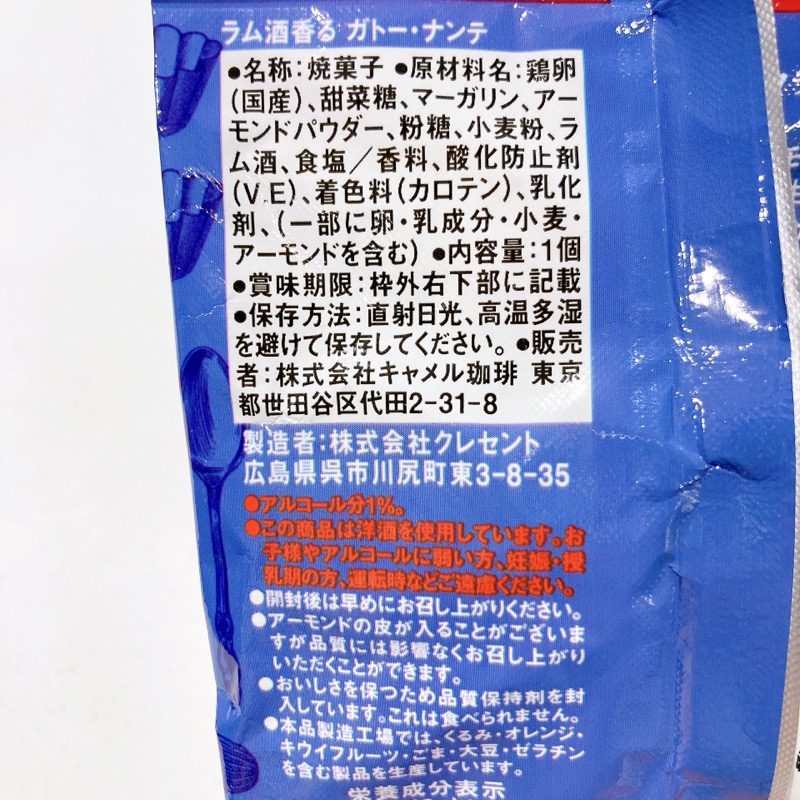 ラム酒香る ガトー・ナンテ
●名称：焼菓子 ●原材料名：鶏卵
（国産）、甜菜糖、マーガリン、アー
モンドパウダー、粉糖、小麦粉、ラ
ム酒、食塩／香料、酸化防止剤
（V.E）、着色料（カロテン）、乳化
剤、（一部に卵・乳成分・小麦・
アーモンドを含む） ●内容量：1個
●賞味期限：枠外右下部に記載
●保存方法：直射日光、高温多湿
を避けて保存してください。 ●販売
者：株式会社キャメル珈琲 東京
都世田谷区代田2-31-8
製造者：株式会社クレセント
広島県呉市川尻町東3-8-35
●アルコール分1%。
●この商品は洋酒を使用しています。お
子様やアルコールに弱い方、妊娠・授
乳期の方、運転時などご遠慮ください。
●開封後は早めにお召し上がりください。
●アーモンドの皮が入ることがございま
すが品質には影響なくお召し上がり
いただくことができます。
●おいしさを保つため品質保持剤を封
入しています。これは食べられません。
●本品製造工場では、くるみ・オレンジ・
キウイフルーツ・ごま・大豆・ゼラチン
を含む製品を生産しています。
栄養成分表示